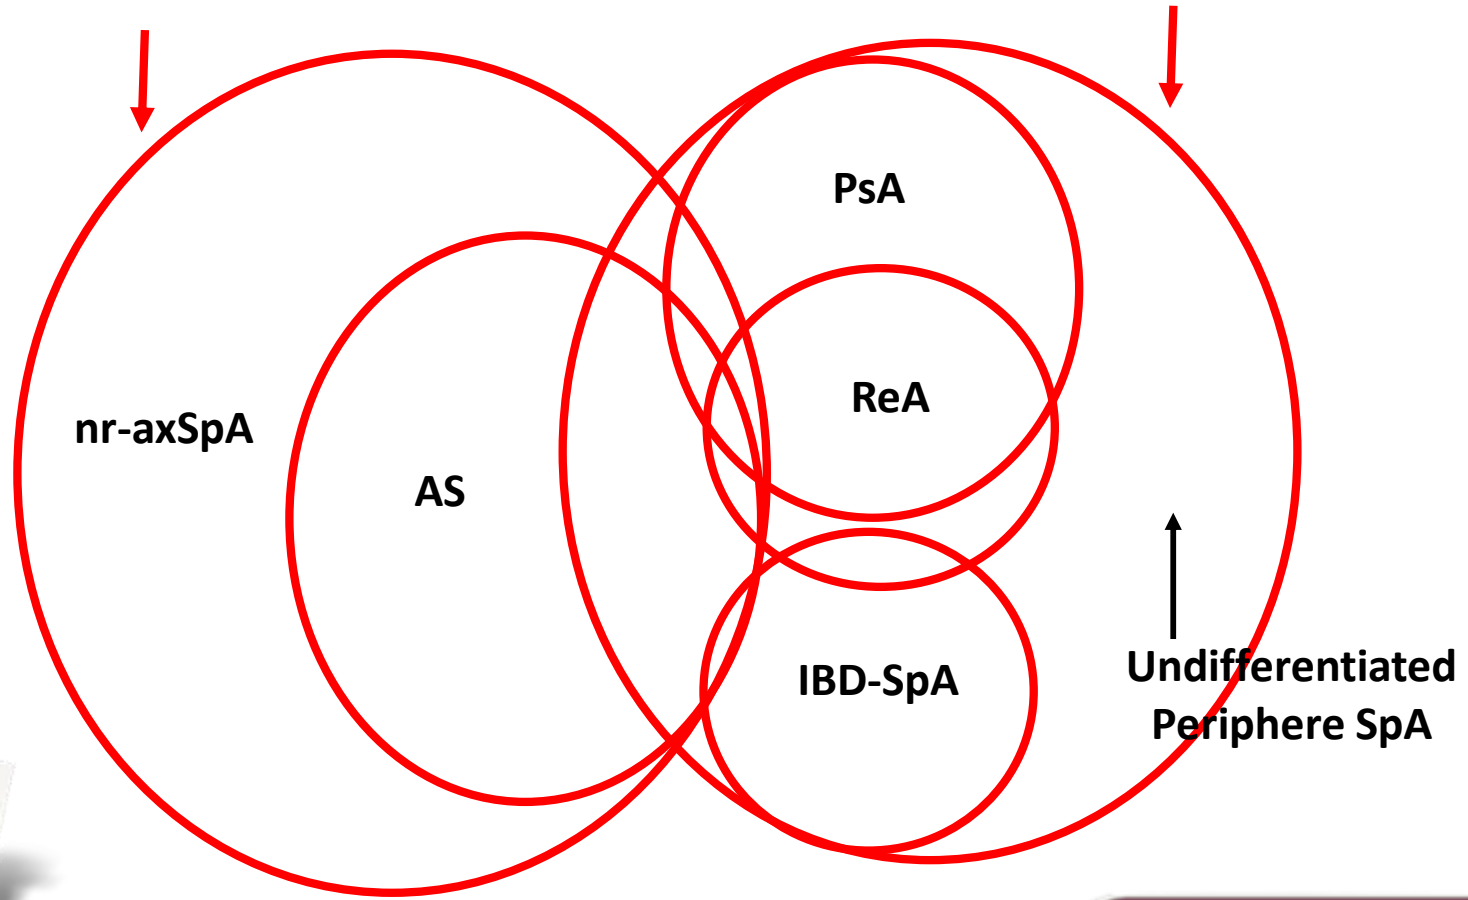 PsA
ReA
nr-axSpA
AS
IBD-SpA
Undifferentiated
Periphere SpA